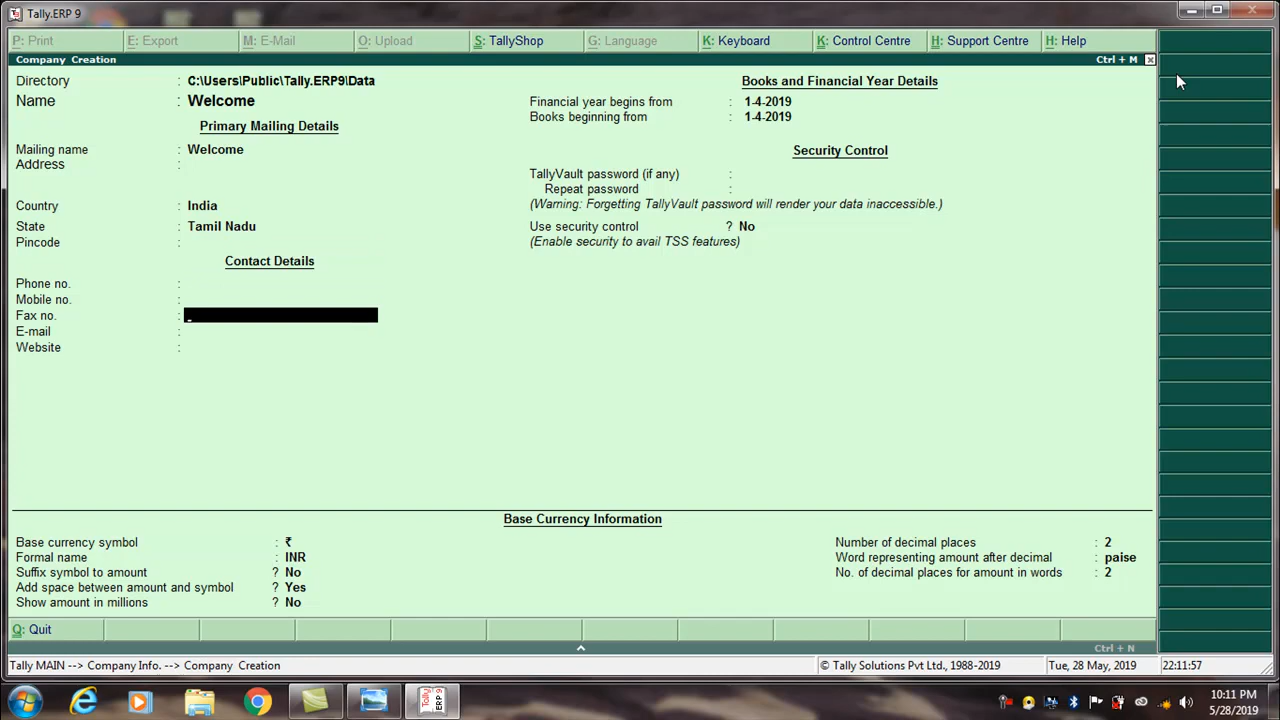 Tally.ERP 9
P: Print E: Export M: E-Mail O: Upload S: TallyShop G: Language K: Keyboard K: Control Centre H: Support Centre H: Help
Company Creation Ctrl + M
Directory : C:\Users\Public\Tally.ERP9\Data
Name : Welcome
Primary Mailing Details
Mailing name : Welcome
Address :
Country : India
State : Tamil Nadu
Pincode :
Contact Details
Phone no. :
Mobile no. :
Fax no. :
E-mail :
Website :
Books and Financial Year Details
Financial year begins from : 1-4-2019
Books beginning from : 1-4-2019
Security Control
TallyVault password (if any) :
Repeat password :
(Warning: Forgetting TallyVault password will render your data inaccessible.)
Use security control ? No
(Enable security to avail TSS features)
Base Currency Information
Base currency symbol : ₹
Formal name : INR
Suffix symbol to amount ? No
Add space between amount and symbol ? Yes
Show amount in millions ? No
Number of decimal places : 2
Word representing amount after decimal : paise
No. of decimal places for amount in words : 2
Q: Quit
Ctrl + N
Tally MAIN --> Company Info. --> Company Creation © Tally Solutions Pvt Ltd., 1988-2019 Tue, 28 May, 2019 22:11:57
Tally ERP 9
10:11 PM
5/28/2019